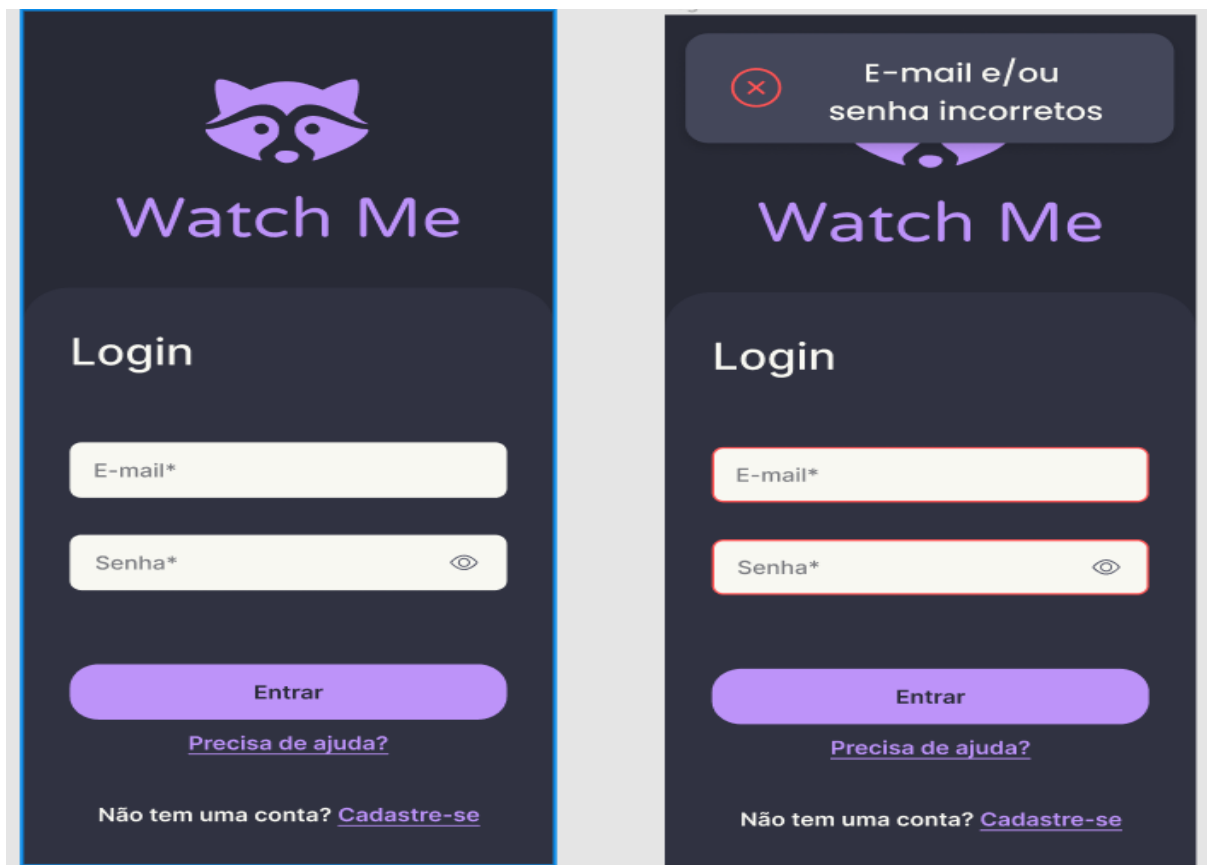 Watch Me
Login
E-mail*
Senha*
Entrar
Precisa de ajuda?
Não tem uma conta? Cadastre-se
E-mail e/ou
senha incorretos
Watch Me
Login
E-mail*
Senha*
Entrar
Precisa de ajuda?
Não tem uma conta? Cadastre-se